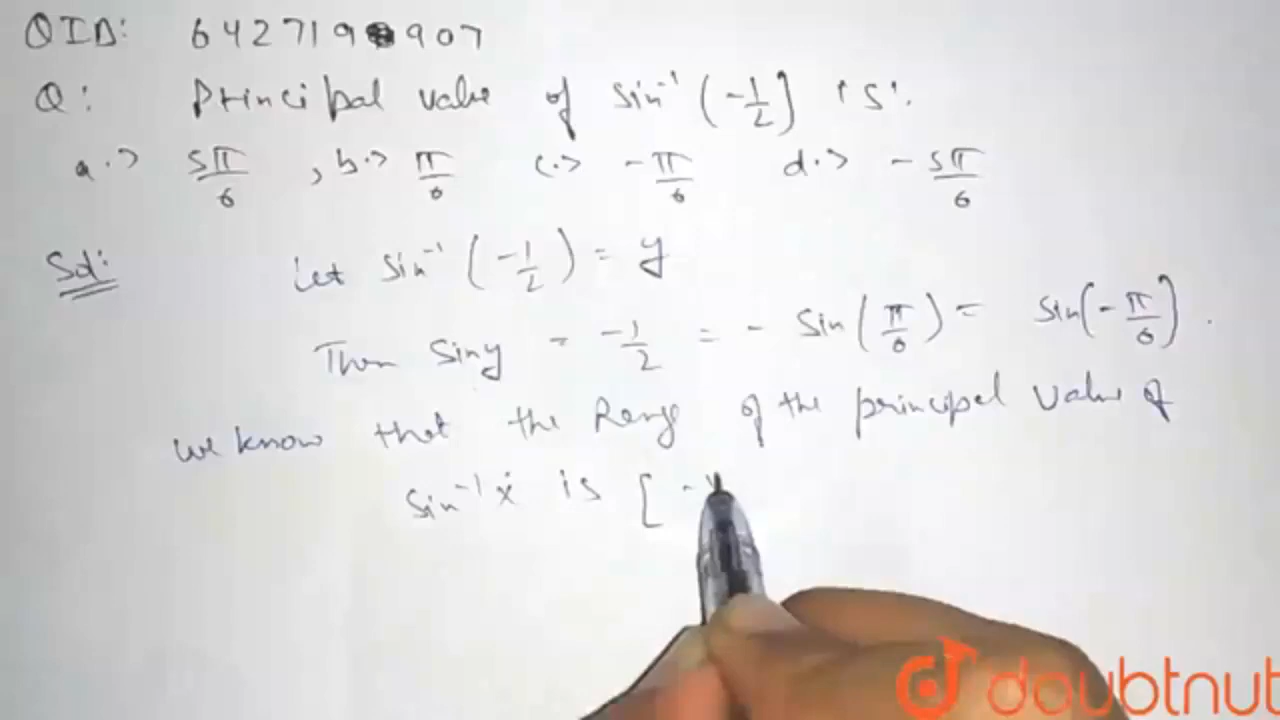 QID: 6427199907
Q: Principal value of sin⁻¹(-1/2] is:
a.> 5π/6 , b.> π/6 c.> -π/6 d.> -5π/6
Sol:
Let sin⁻¹(-1/2) = y
Then Siny = -1/2 = - sin(π/6) = sin(-π/6).
we know that the Range of the principal value of
sin⁻¹x is [ -
doubtnut